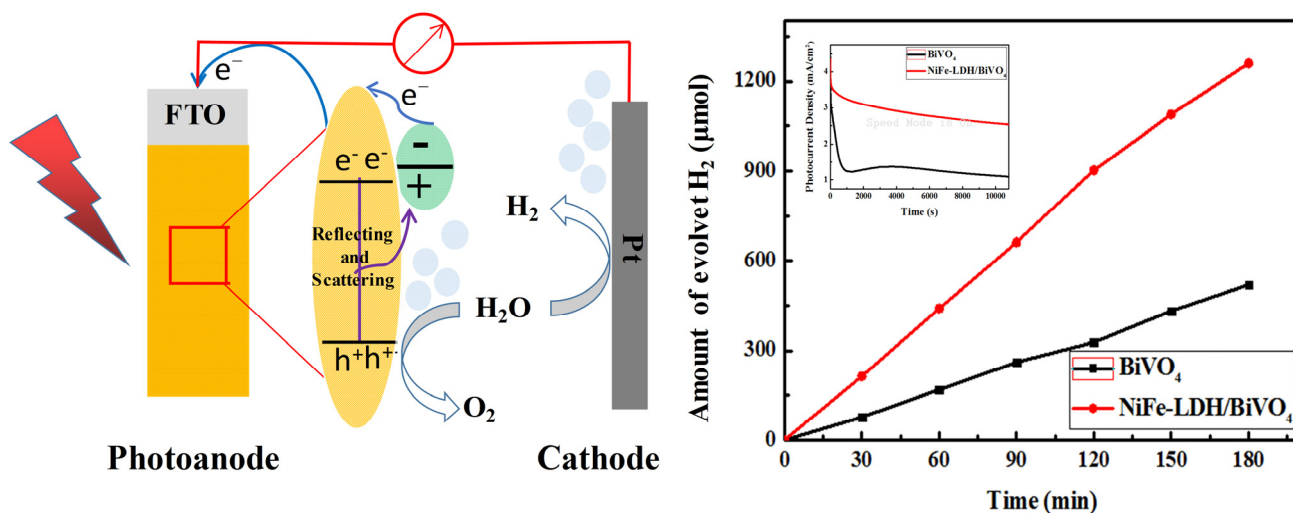 e⁻
FTO
e⁻
-
+
e⁻ e⁻
Reflecting
and
Scattering
h⁺h⁺
H₂
H₂O
O₂
Pt
Photoanode
Cathode
Amount of evolvet H₂ (μmol)
1200
900
600
300
0
0 30 60 90 120 150 180
Time (min)
BiVO₄
NiFe-LDH/BiVO₄
Photocurrent Density /mA/cm²)
4
3
2
1
0 2000 4000 6000 8000 10000
Time (s)
BiVO₄
NiFe-LDH/BiVO₄